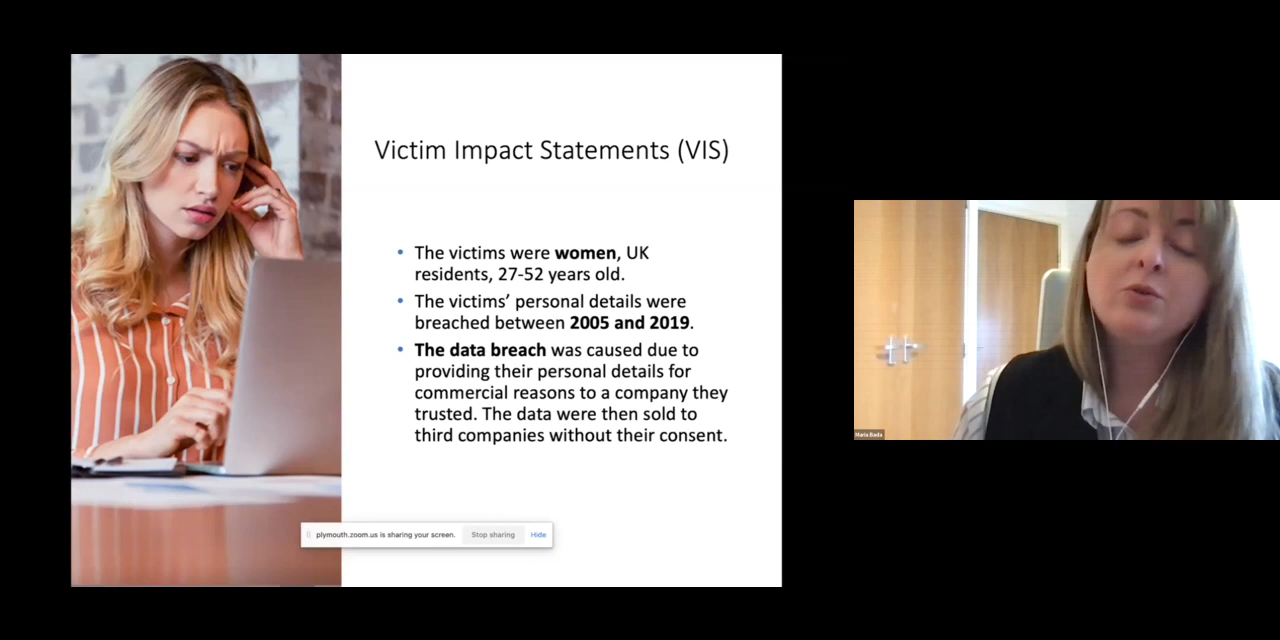 Victim Impact Statements (VIS)
• The victims were women, UK
residents, 27-52 years old.
• The victims’ personal details were
breached between 2005 and 2019.
• The data breach was caused due to
providing their personal details for
commercial reasons to a company they
trusted. The data were then sold to
third companies without their consent.
plymouth.zoom.us is sharing your screen. Stop sharing Hide
Maria Bada